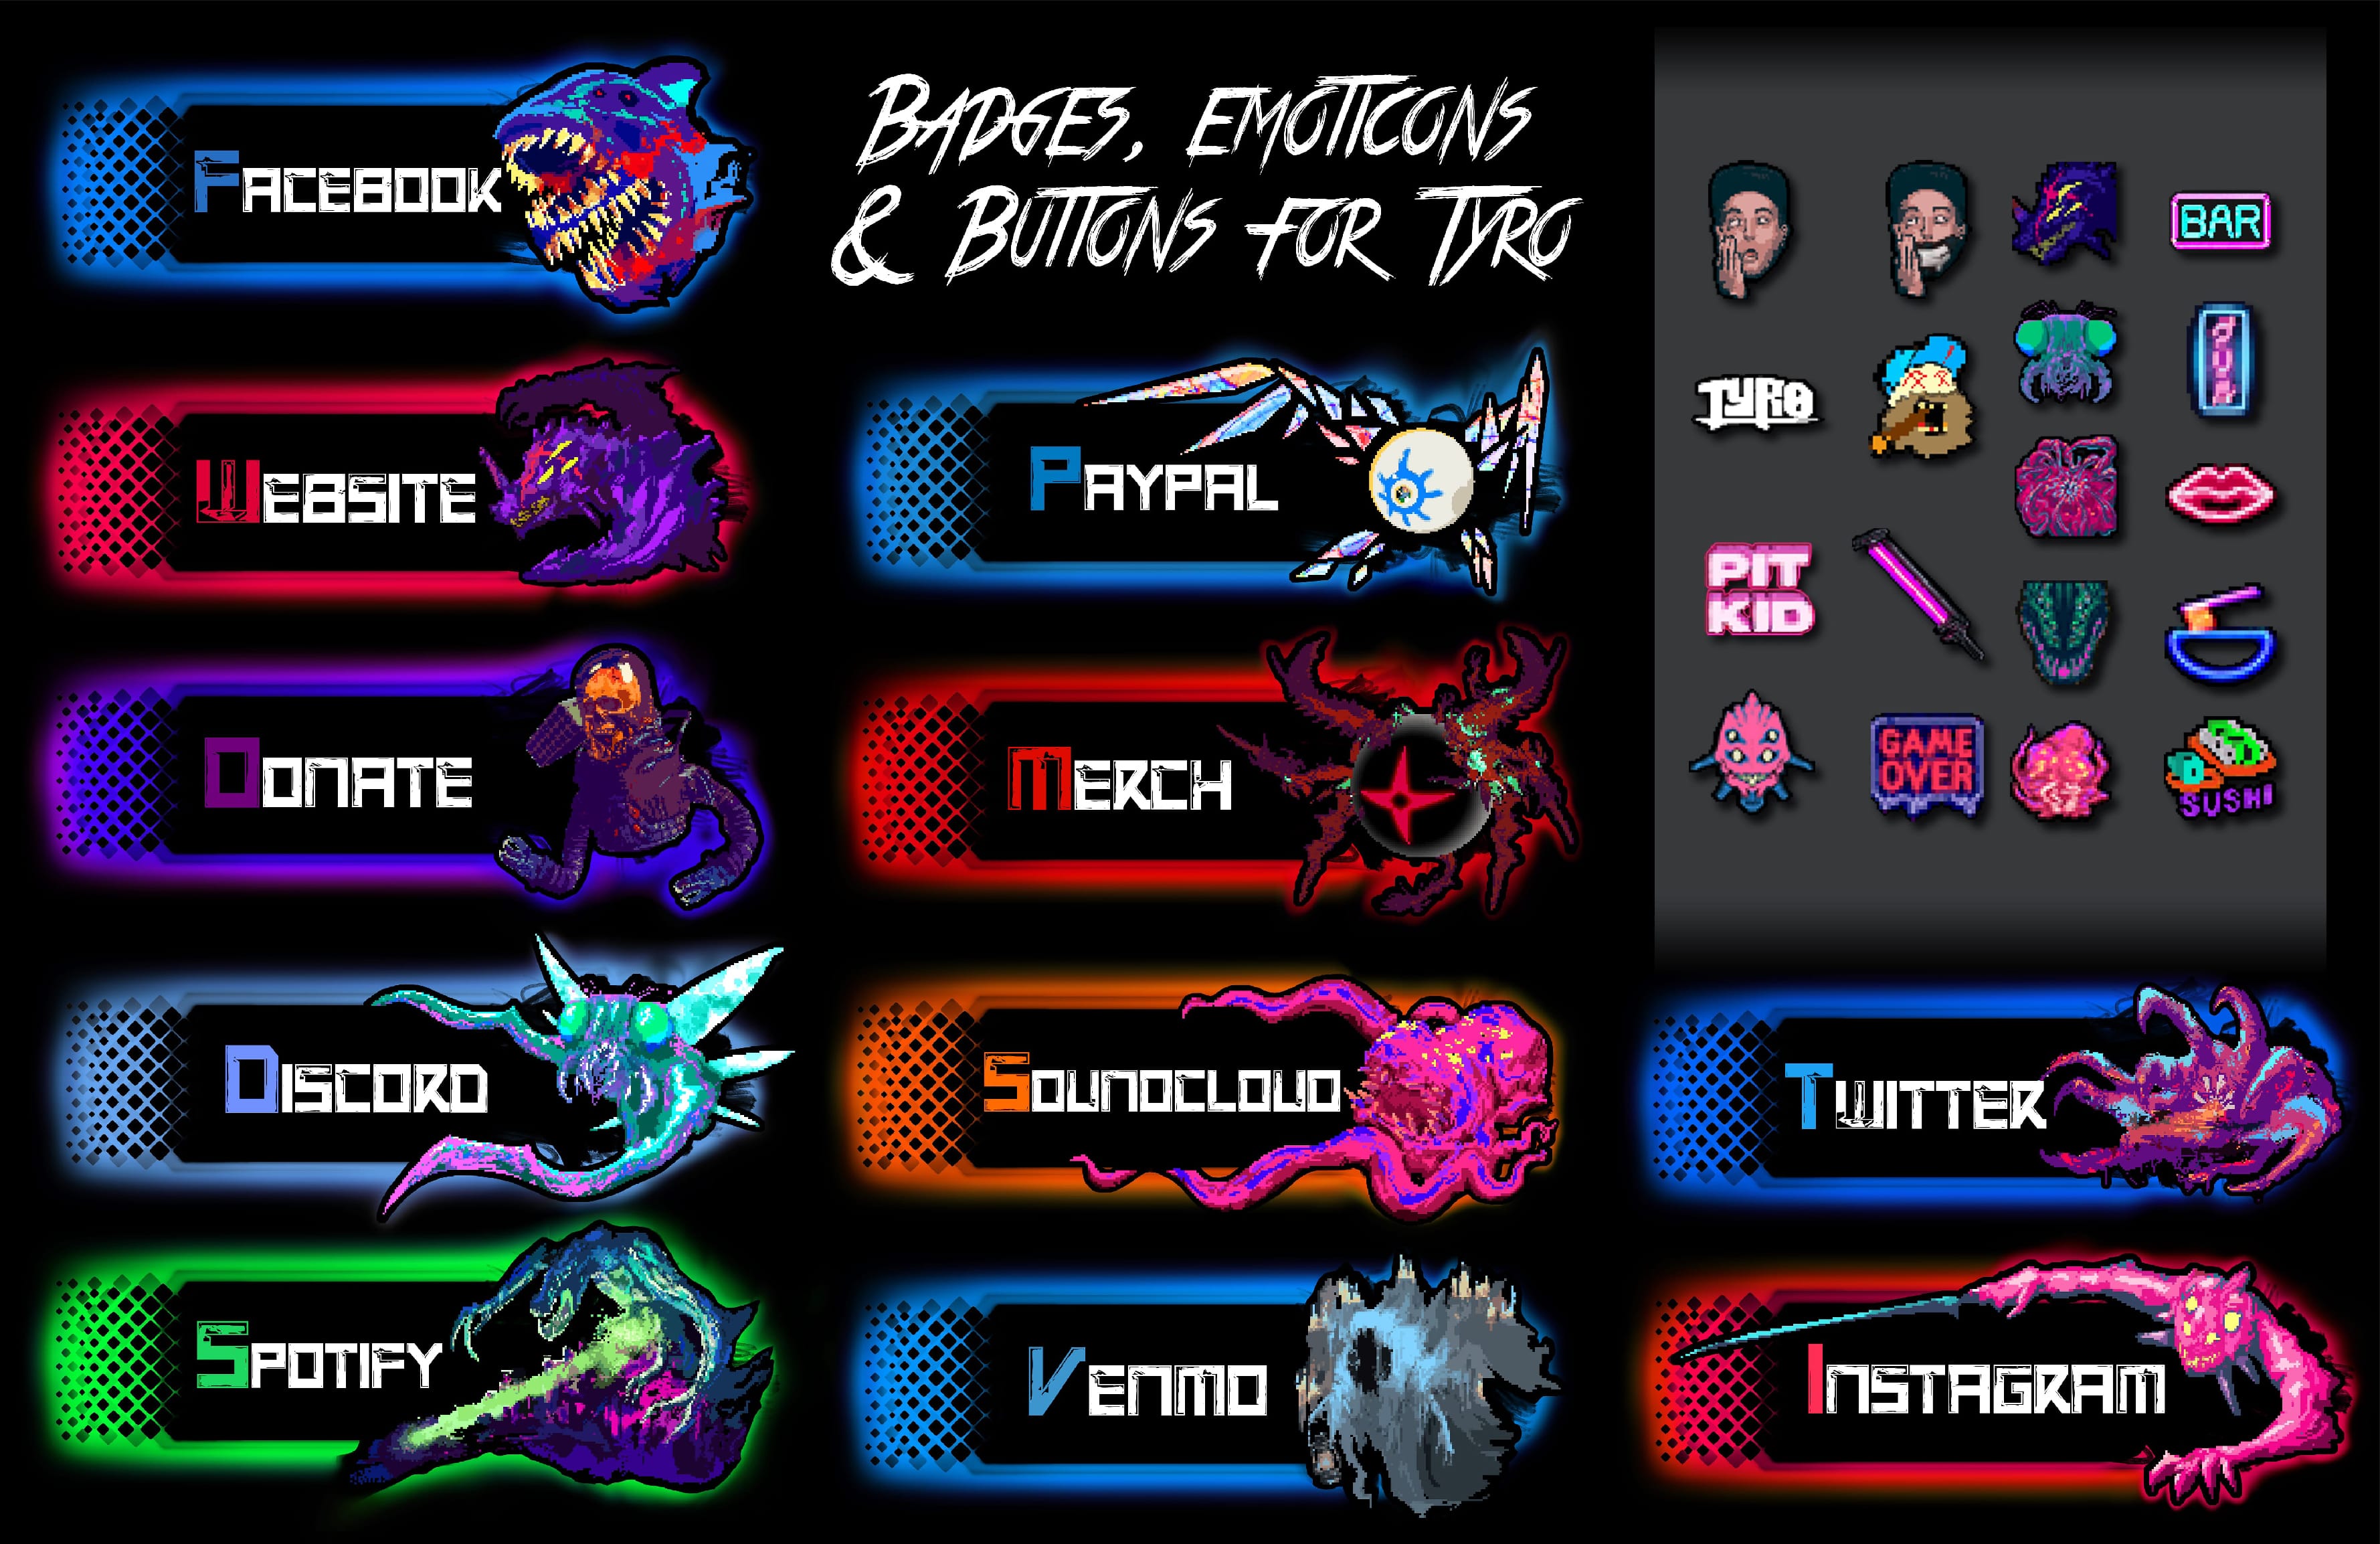 BADGES, EMOTICONS
& BUTTONS FOR TYRO
FACEBOOK
WEBSITE
DONATE
DISCORD
SPOTIFY
PAYPAL
MERCH
SOUNDCLOUD
VENMO
BAR
TYRO
PIT
KID
GAME
OVER
SUSHI
TWITTER
INSTAGRAM